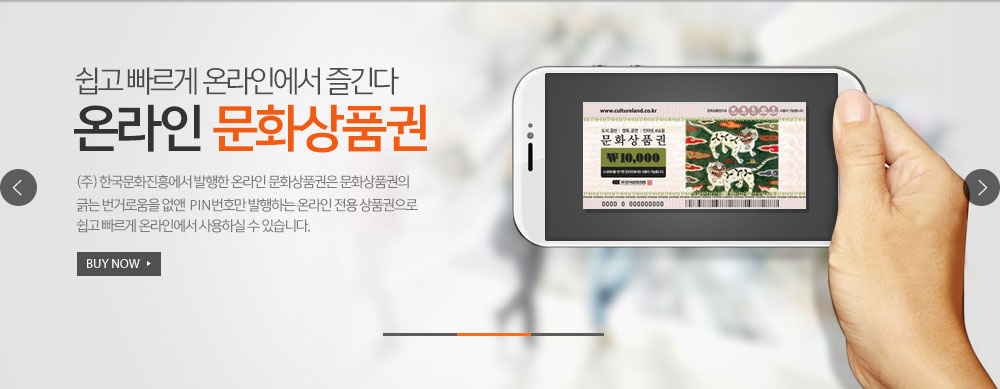 쉽고 빠르게 온라인에서 즐긴다
온라인 문화상품권
(주) 한국문화진흥에서 발행한 온라인 문화상품권은 문화상품권의
긁는 번거로움을 없앤 PIN번호만 발행하는 온라인 전용 상품권으로
쉽고 빠르게 온라인에서 사용하실 수 있습니다.
BUY NOW
www.cultureland.co.kr
문화상품권
₩10,000
0000 0 000000000